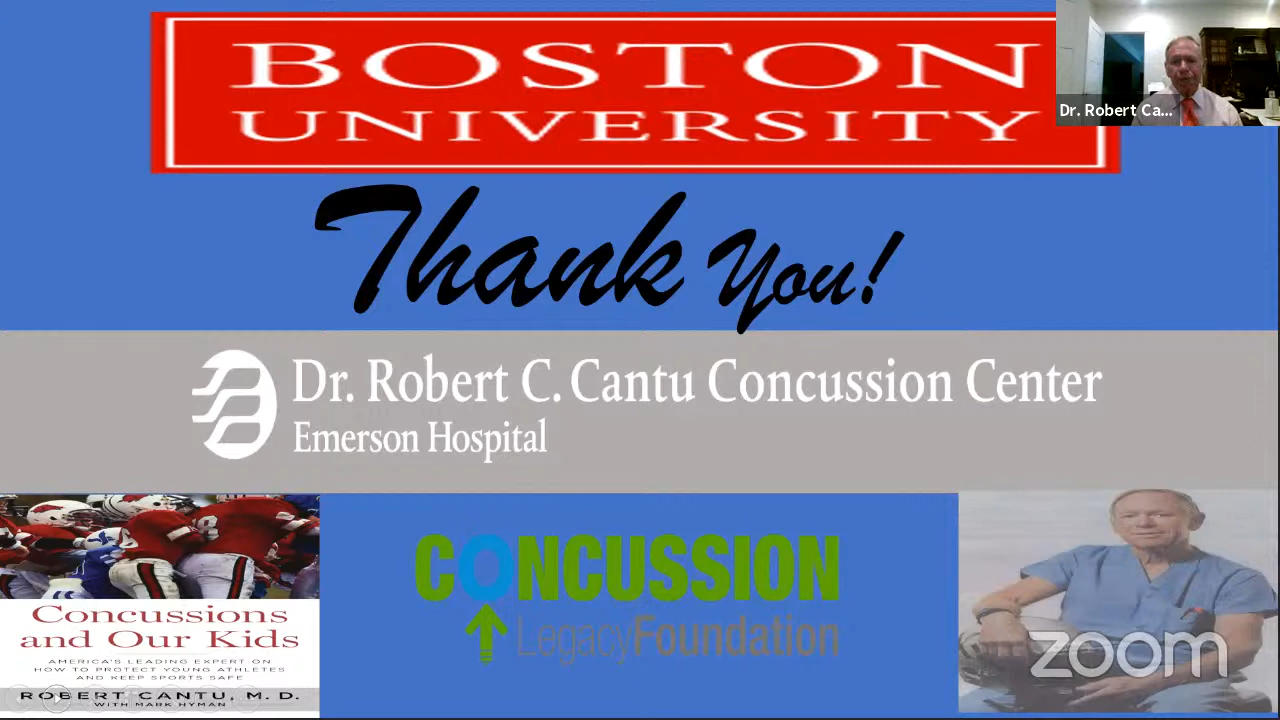 BOSTON
UNIVERSITY
Dr. Robert Ca...
Thank You!
Dr. Robert C. Cantu Concussion Center
Emerson Hospital
CONCUSSION
LegacyFoundation
Concussions
and Our Kids
AMERICA'S LEADING EXPERT ON
HOW TO PROTECT YOUNG ATHLETES
AND KEEP SPORTS SAFE
ROBERT CANTU, M. D.
WITH MARK HYMAN
zoom